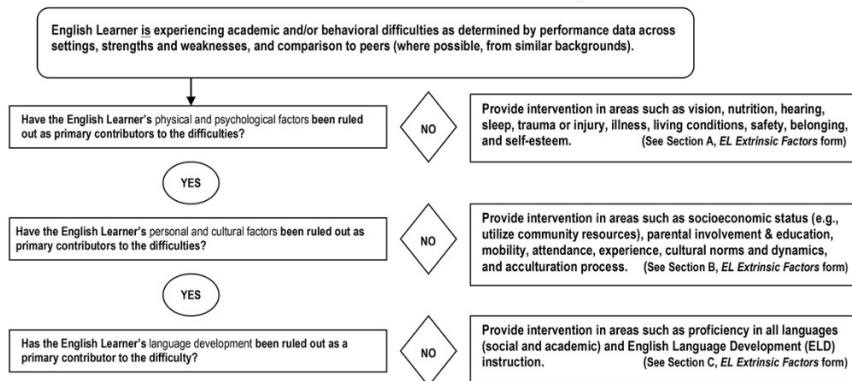 English Learner is experiencing academic and/or behavioral difficulties as determined by performance data across
settings, strengths and weaknesses, and comparison to peers (where possible, from similar backgrounds).
Have the English Learner's physical and psychological factors been ruled
out as primary contributors to the difficulties?
NO
Provide intervention in areas such as vision, nutrition, hearing,
sleep, trauma or injury, illness, living conditions, safety, belonging,
and self-esteem. (See Section A, EL Extrinsic Factors form)
YES
Have the English Learner's personal and cultural factors been ruled out as
primary contributors to the difficulties?
NO
Provide intervention in areas such as socioeconomic status (e.g.,
utilize community resources), parental involvement & education,
mobility, attendance, experience, cultural norms and dynamics,
and acculturation process. (See Section B, EL Extrinsic Factors form)
YES
Has the English Learner's language development been ruled out as a
primary contributor to the difficulty?
NO
Provide intervention in areas such as proficiency in all languages
(social and academic) and English Language Development (ELD)
instruction. (See Section C, EL Extrinsic Factors form)